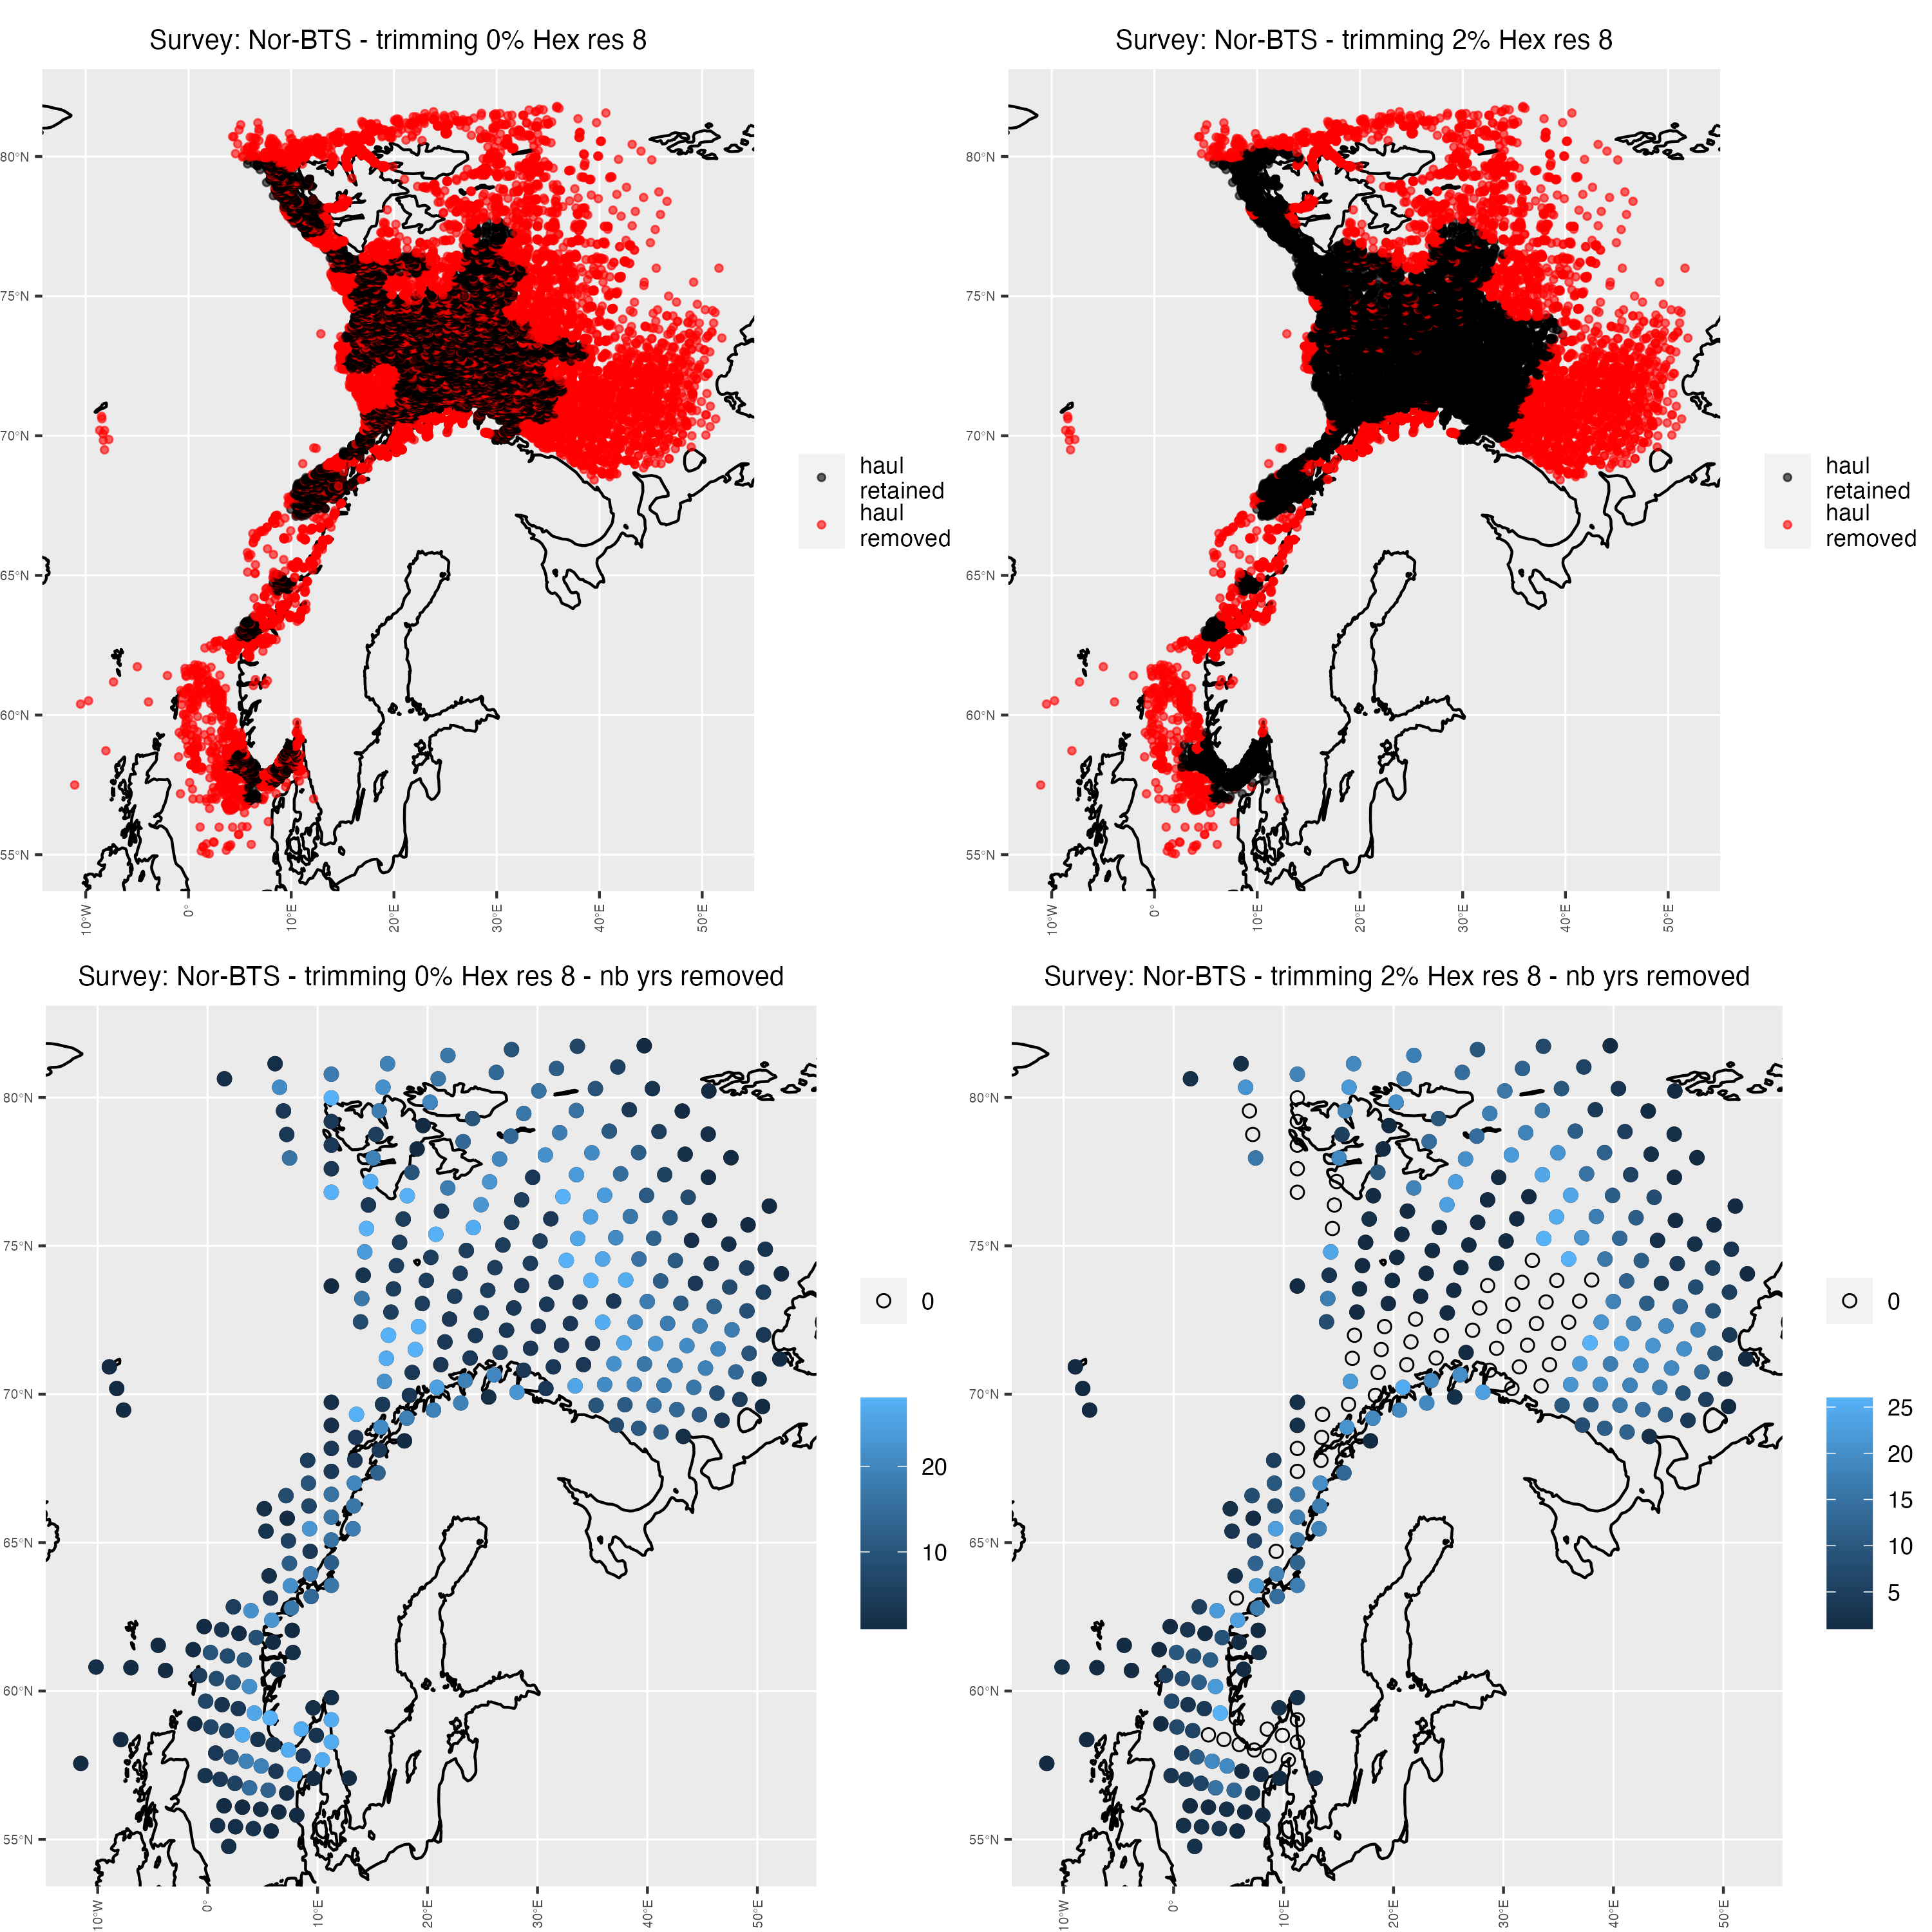 Survey: Nor-BTS - trimming 0% Hex res 8
80°N
75°N
70°N
65°N
60°N
55°N
10°W
0°
10°E
20°E
30°E
40°E
50°E
haul
retained
haul
removed
Survey: Nor-BTS - trimming 2% Hex res 8
80°N
75°N
70°N
65°N
60°N
55°N
10°W
0°
10°E
20°E
30°E
40°E
50°E
haul
retained
haul
removed
Survey: Nor-BTS - trimming 0% Hex res 8 - nb yrs removed
80°N
75°N
70°N
65°N
60°N
55°N
10°W
0°
10°E
20°E
30°E
40°E
50°E
0
20
10
Survey: Nor-BTS - trimming 2% Hex res 8 - nb yrs removed
80°N
75°N
70°N
65°N
60°N
55°N
10°W
0°
10°E
20°E
30°E
40°E
50°E
0
25
20
15
10
5